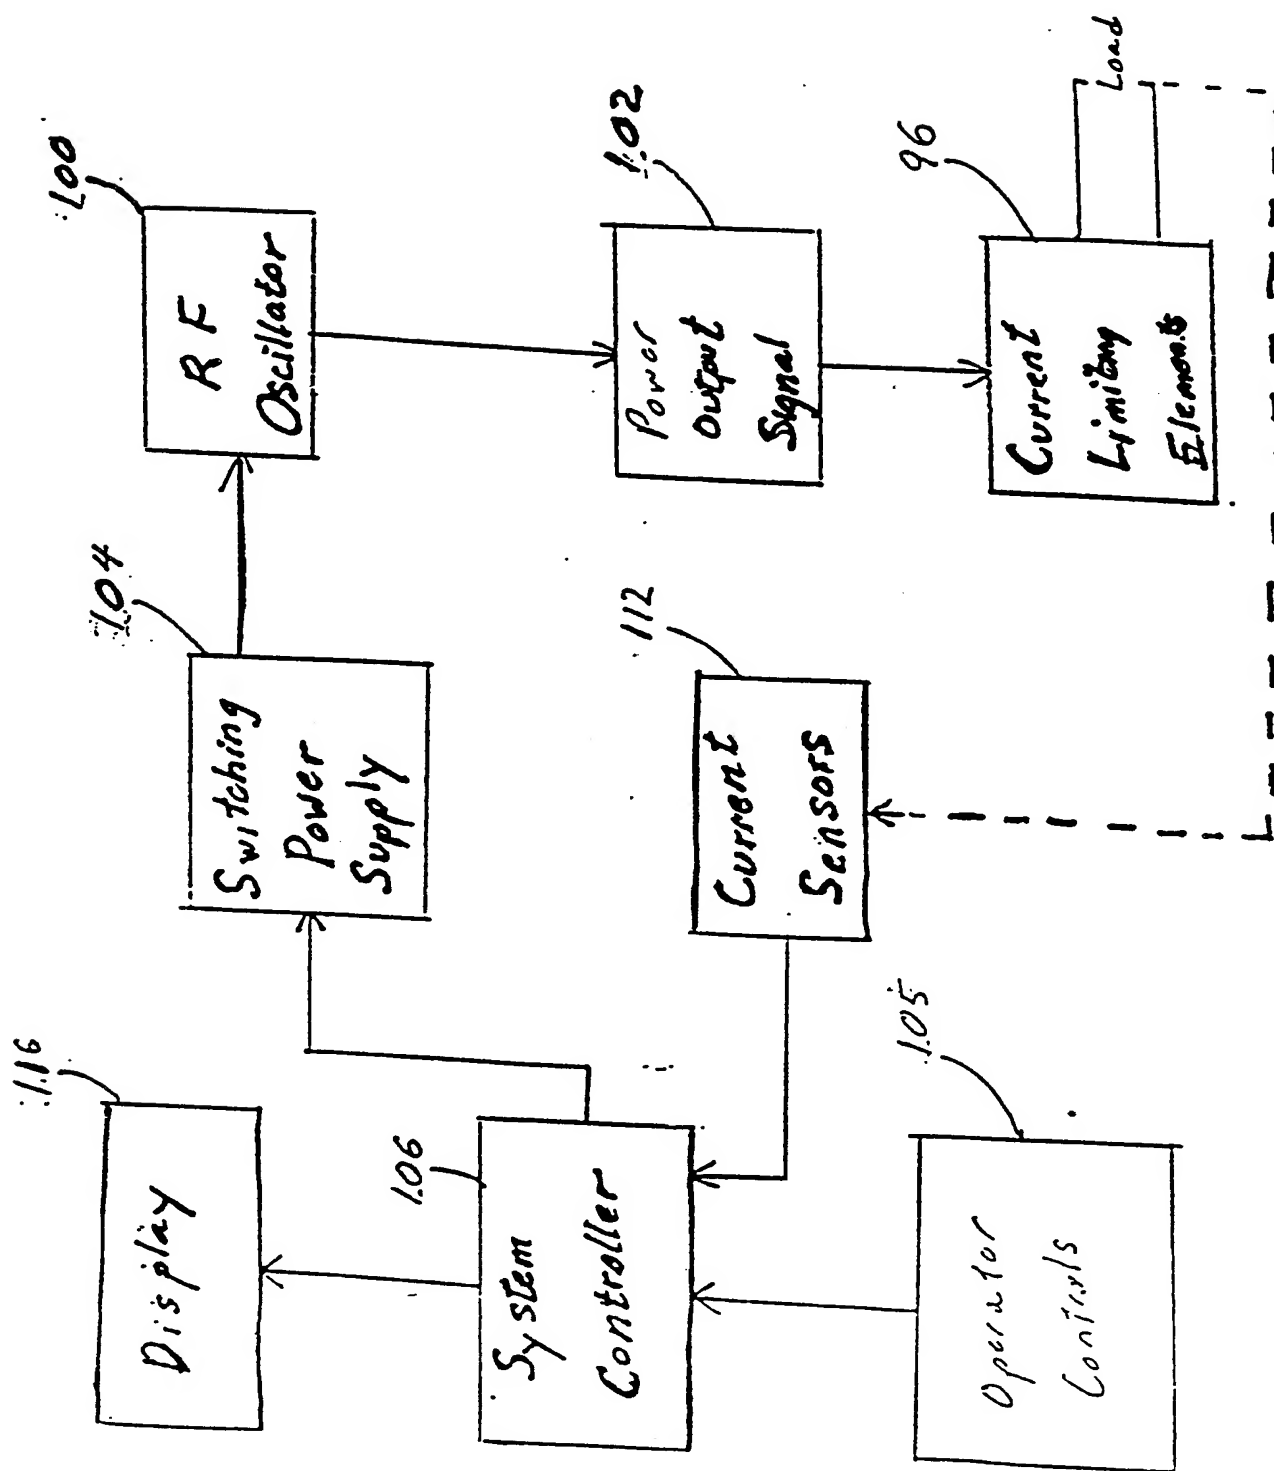 116
Display
106
System
Controller
105
Operator
Controls
104
Switching
Power
Supply
112
Current
Sensors
100
RF
Oscillator
102
Power
Output
Signal
96
Current
Limiting
Elements
Load